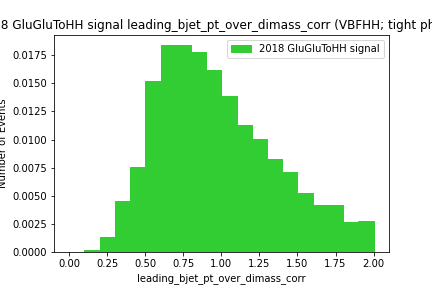 8 GluGluToHH signal leading_bjet_pt_over_dimass_corr (VBFHH; tight ph
2018 GluGluToHH signal
Number of Events
0.0175
0.0150
0.0125
0.0100
0.0075
0.0050
0.0025
0.0000
0.00 0.25 0.50 0.75 1.00 1.25 1.50 1.75 2.00
leading_bjet_pt_over_dimass_corr